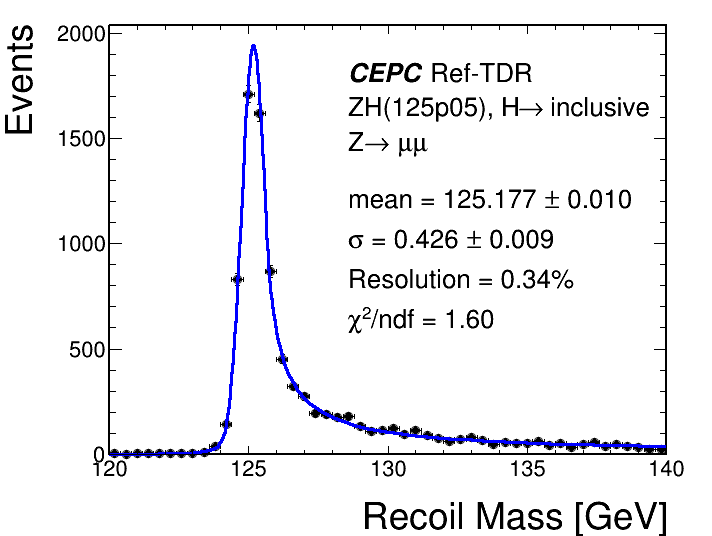 Events
2000
1500
1000
500
0
120
125
130
135
140
Recoil Mass [GeV]
CEPC Ref-TDR
ZH(125p05), H→ inclusive
Z→ μμ
mean = 125.177 ± 0.010
σ = 0.426 ± 0.009
Resolution = 0.34%
χ²/ndf = 1.60